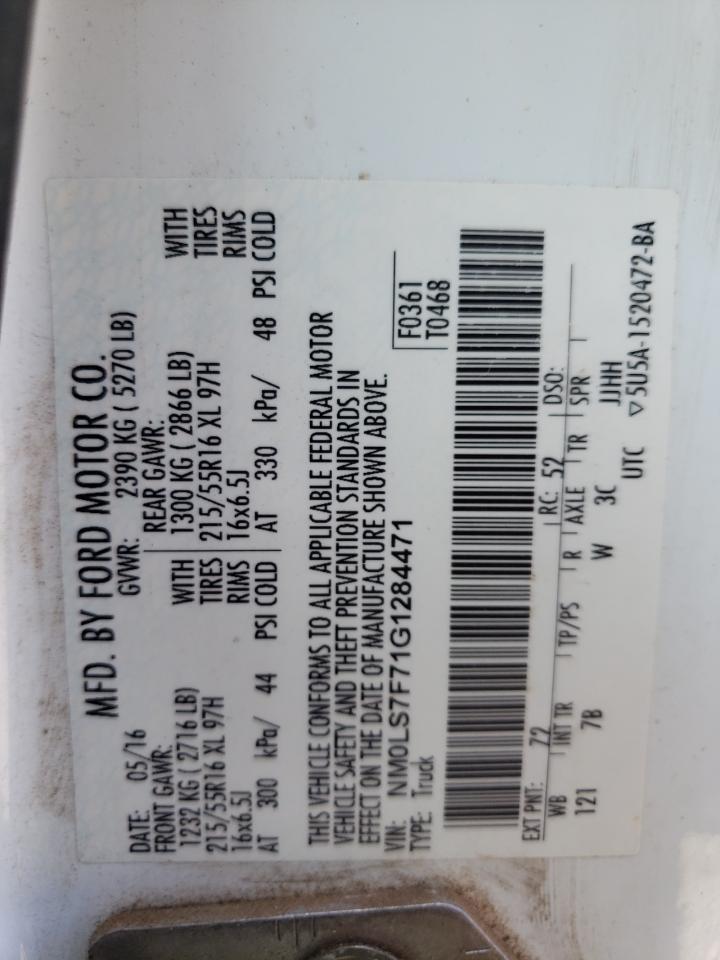 MFD. BY FORD MOTOR CO.
DATE: 05/16 GVWR: 2390 KG ( 5270 LB)
FRONT GAWR: REAR GAWR:
1232 KG ( 2716 LB) WITH 1300 KG ( 2866 LB) WITH
215/55R16 XL 97H TIRES 215/55R16 XL 97H TIRES
16x6.5J RIMS 16x6.5J RIMS
AT 300 kPa/ 44 PSI COLD AT 330 kPa/ 48 PSI COLD
THIS VEHICLE CONFORMS TO ALL APPLICABLE FEDERAL MOTOR
VEHICLE SAFETY AND THEFT PREVENTION STANDARDS IN
EFFECT ON THE DATE OF MANUFACTURE SHOWN ABOVE.
VIN: NM0LS7F71G1284471 F0361
TYPE: Truck T0468
EXT PNT: 72 RC: 52 DSO:
WB INT TR TP/PS R AXLE TR SPR
121 7B W 3C JJHH
UTC ▽5U5A-1520472-BA